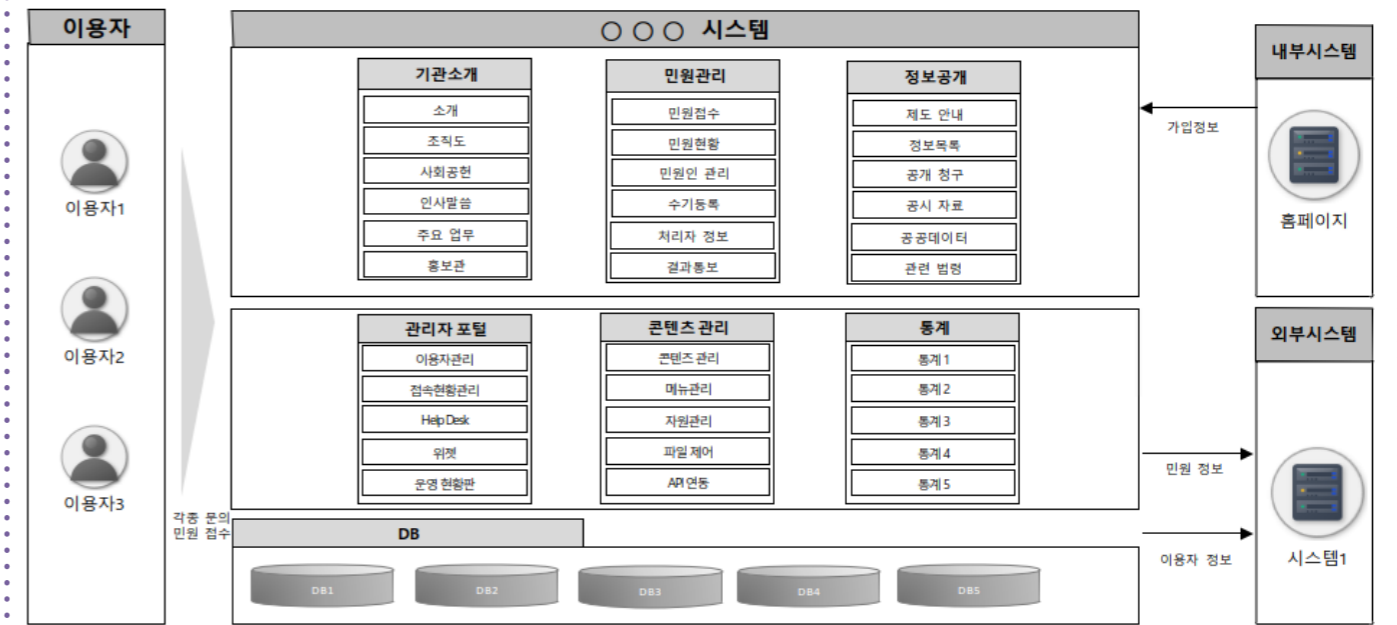 이용자
이용자1
이용자2
이용자3
각종 문의
민원 접수
○ ○ ○ 시스템
기관소개
소개
조직도
사회공헌
인사말씀
주요 업무
홍보관
민원관리
민원접수
민원현황
민원인 관리
수기등록
처리자 정보
결과통보
정보공개
제도 안내
정보목록
공개 청구
공시 자료
공공데이터
관련 법령
관리자 포털
이용자관리
접속현황관리
Help Desk
위젯
운영 현황판
콘텐츠 관리
콘텐츠 관리
메뉴관리
자원관리
파일 제어
API 연동
통계
통계 1
통계 2
통계 3
통계 4
통계 5
DB
DB1
DB2
DB3
DB4
DB5
가입정보
민원 정보
이용자 정보
내부시스템
홈페이지
외부시스템
시스템1